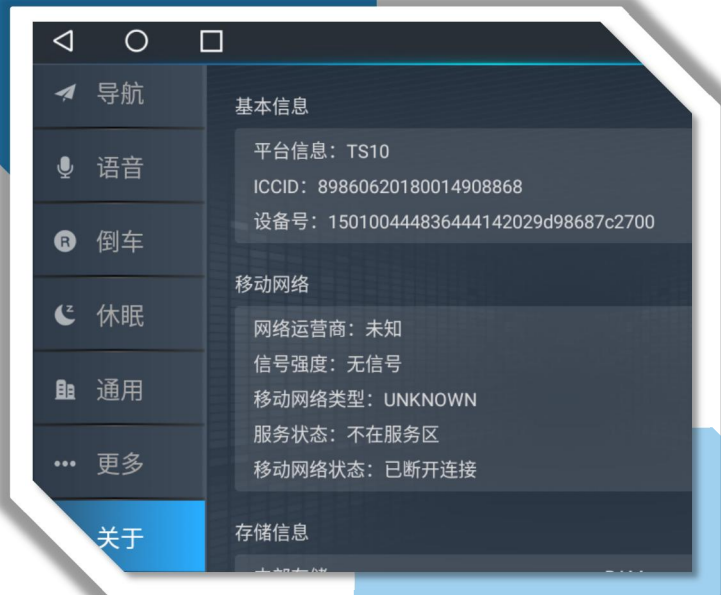 导航
语音
R 倒车
休眠
通用
更多
关于
基本信息
平台信息：TS10
ICCID：89860620180014908868
设备号：150100444836444142029d98687c2700
移动网络
网络运营商：未知
信号强度：无信号
移动网络类型：UNKNOWN
服务状态：不在服务区
移动网络状态：已断开连接
存储信息